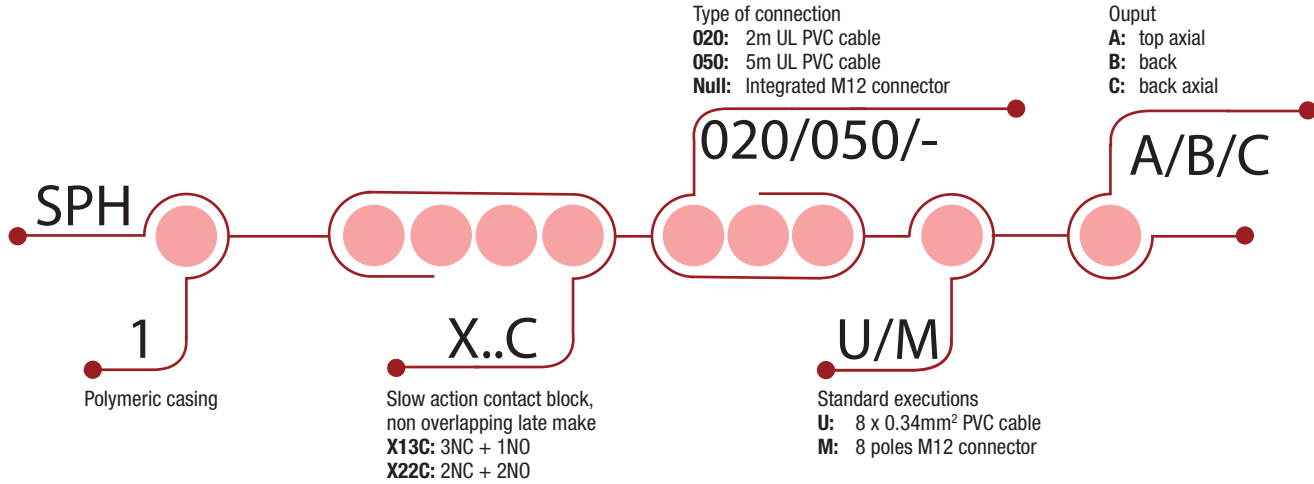 Type of connection
020: 2m UL PVC cable
050: 5m UL PVC cable
Null: Integrated M12 connector
Ouput
A: top axial
B: back
C: back axial
020/050/-
A/B/C
SPH
1
X..C
U/M
Polymeric casing
Slow action contact block,
non overlapping late make
X13C: 3NC + 1NO
X22C: 2NC + 2NO
Standard executions
U: 8 x 0.34mm² PVC cable
M: 8 poles M12 connector